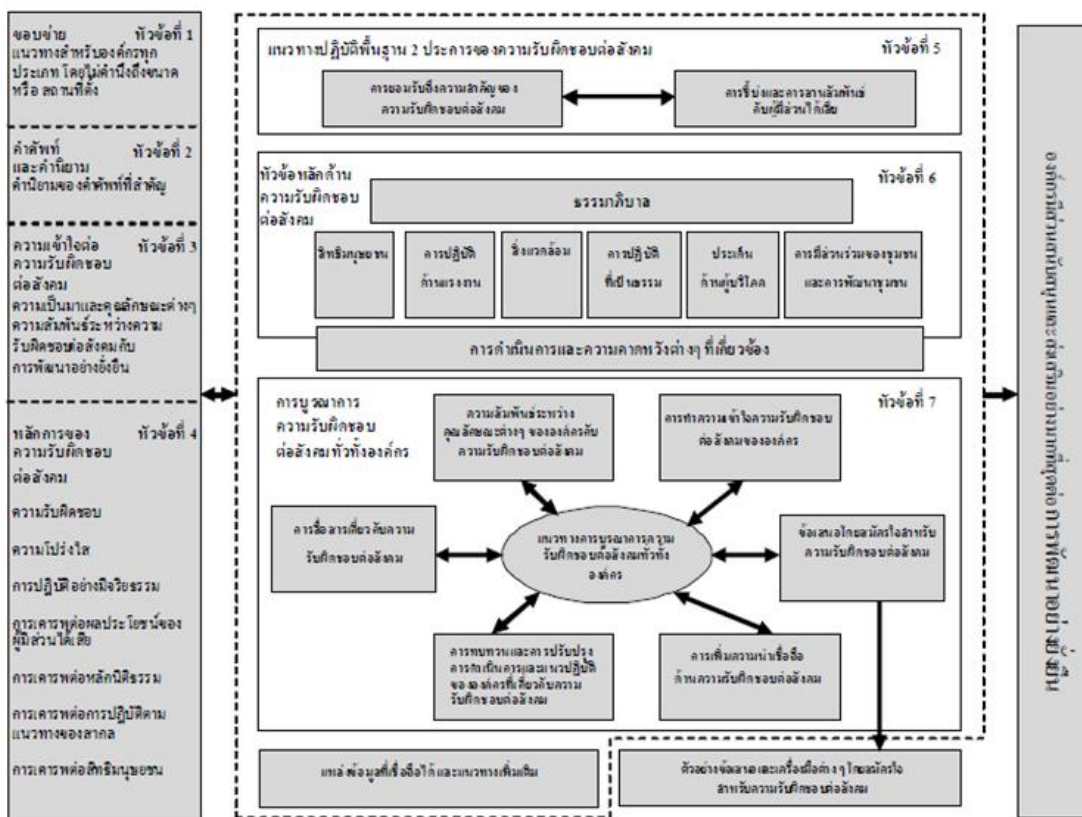 ขอบข่าย หัวข้อที่ 1
แนวทางสำหรับองค์กรทุก
ประเภท โดยไม่คำนึงถึงขนาด
หรือ สถานที่ตั้ง
คำศัพท์ หัวข้อที่ 2
และคำนิยาม
คำนิยามของคำศัพท์ที่สำคัญ
ความเข้าใจต่อ หัวข้อที่ 3
ความรับผิดชอบ
ต่อสังคม
ความเป็นมาและคุณลักษณะต่างๆ
ความสัมพันธ์ระหว่างความ
รับผิดชอบต่อสังคมกับ
การพัฒนาอย่างยั่งยืน
หลักการของ หัวข้อที่ 4
ความรับผิดชอบ
ต่อสังคม
ความรับผิดชอบ
ความโปร่งใส
การปฏิบัติอย่างมีจริยธรรม
การเคารพต่อผลประโยชน์ของ
ผู้มีส่วนได้เสีย
การเคารพต่อหลักนิติธรรม
การเคารพต่อการปฏิบัติตาม
แนวทางของสากล
การเคารพต่อสิทธิมนุษยชน
แนวทางปฏิบัติพื้นฐาน 2 ประการของความรับผิดชอบต่อสังคม หัวข้อที่ 5
การยอมรับถึงความสำคัญของ
ความรับผิดชอบต่อสังคม
การชี้บ่งและการสานสัมพันธ์
กับผู้มีส่วนได้เสีย
หัวข้อหลักด้าน หัวข้อที่ 6
ความรับผิดชอบ
ต่อสังคม
ธรรมาภิบาล
สิทธิมนุษยชน
การปฏิบัติ
ด้านแรงงาน
สิ่งแวดล้อม
การปฏิบัติ
ที่เป็นธรรม
ประเด็น
ด้านผู้บริโภค
การมีส่วนร่วมของชุมชน
และการพัฒนาชุมชน
การดำเนินการและความคาดหวังต่างๆ ที่เกี่ยวข้อง
การบูรณาการ หัวข้อที่ 7
ความรับผิดชอบ
ต่อสังคมทั่วทั้งองค์กร
ความสัมพันธ์ระหว่าง
คุณลักษณะต่างๆ ขององค์กรกับ
ความรับผิดชอบต่อสังคม
การทำความเข้าใจความรับผิดชอบ
ต่อสังคมขององค์กร
การสื่อสารเกี่ยวกับความ
รับผิดชอบต่อสังคม
แนวทางการบูรณาการความ
รับผิดชอบต่อสังคมทั่วทั้ง
องค์กร
ข้อเสนอโดยสมัครใจสำหรับ
ความรับผิดชอบต่อสังคม
การทบทวนและการปรับปรุง
การดำเนินการและแนวปฏิบัติ
ขององค์กรที่เกี่ยวกับความ
รับผิดชอบต่อสังคม
การเพิ่มความน่าเชื่อถือ
ด้านความรับผิดชอบต่อสังคม
แหล่งข้อมูลที่เชื่อถือได้ และแนวทางเพิ่มเติม
ตัวอย่างข้อเสนอและเครื่องมือต่าง ๆ โดยสมัครใจ
สำหรับความรับผิดชอบต่อสังคม
การพัฒนาอย่างยั่งยืน